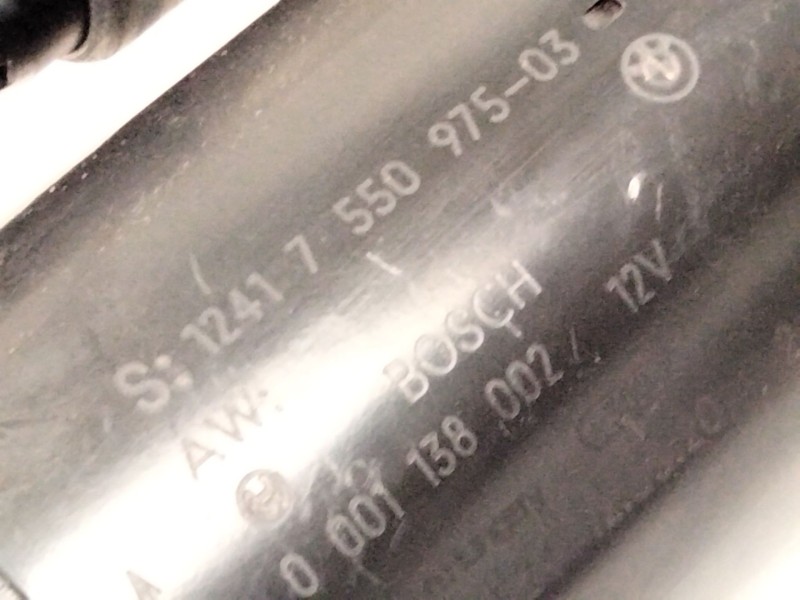 S: 1241 7 550 975-03
AW:
BOSCH 12V
0 001 138 002